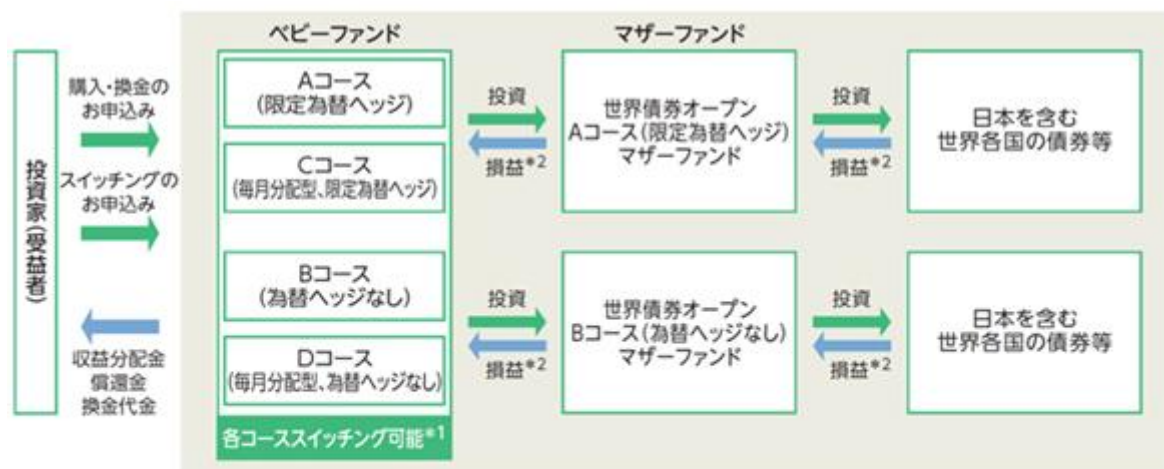 ベビーファンド
マザーファンド
投資家(受益者)
購入・換金の
お申込み
スイッチングの
お申込み
収益分配金
償還金
換金代金
Aコース
(限定為替ヘッジ)
Cコース
(毎月分配型、限定為替ヘッジ)
Bコース
(為替ヘッジなし)
Dコース
(毎月分配型、為替ヘッジなし)
各コーススイッチング可能*1
投資
損益*2
世界債券オープン
Aコース(限定為替ヘッジ)
マザーファンド
投資
損益*2
日本を含む
世界各国の債券等
投資
損益*2
世界債券オープン
Bコース(為替ヘッジなし)
マザーファンド
投資
損益*2
日本を含む
世界各国の債券等